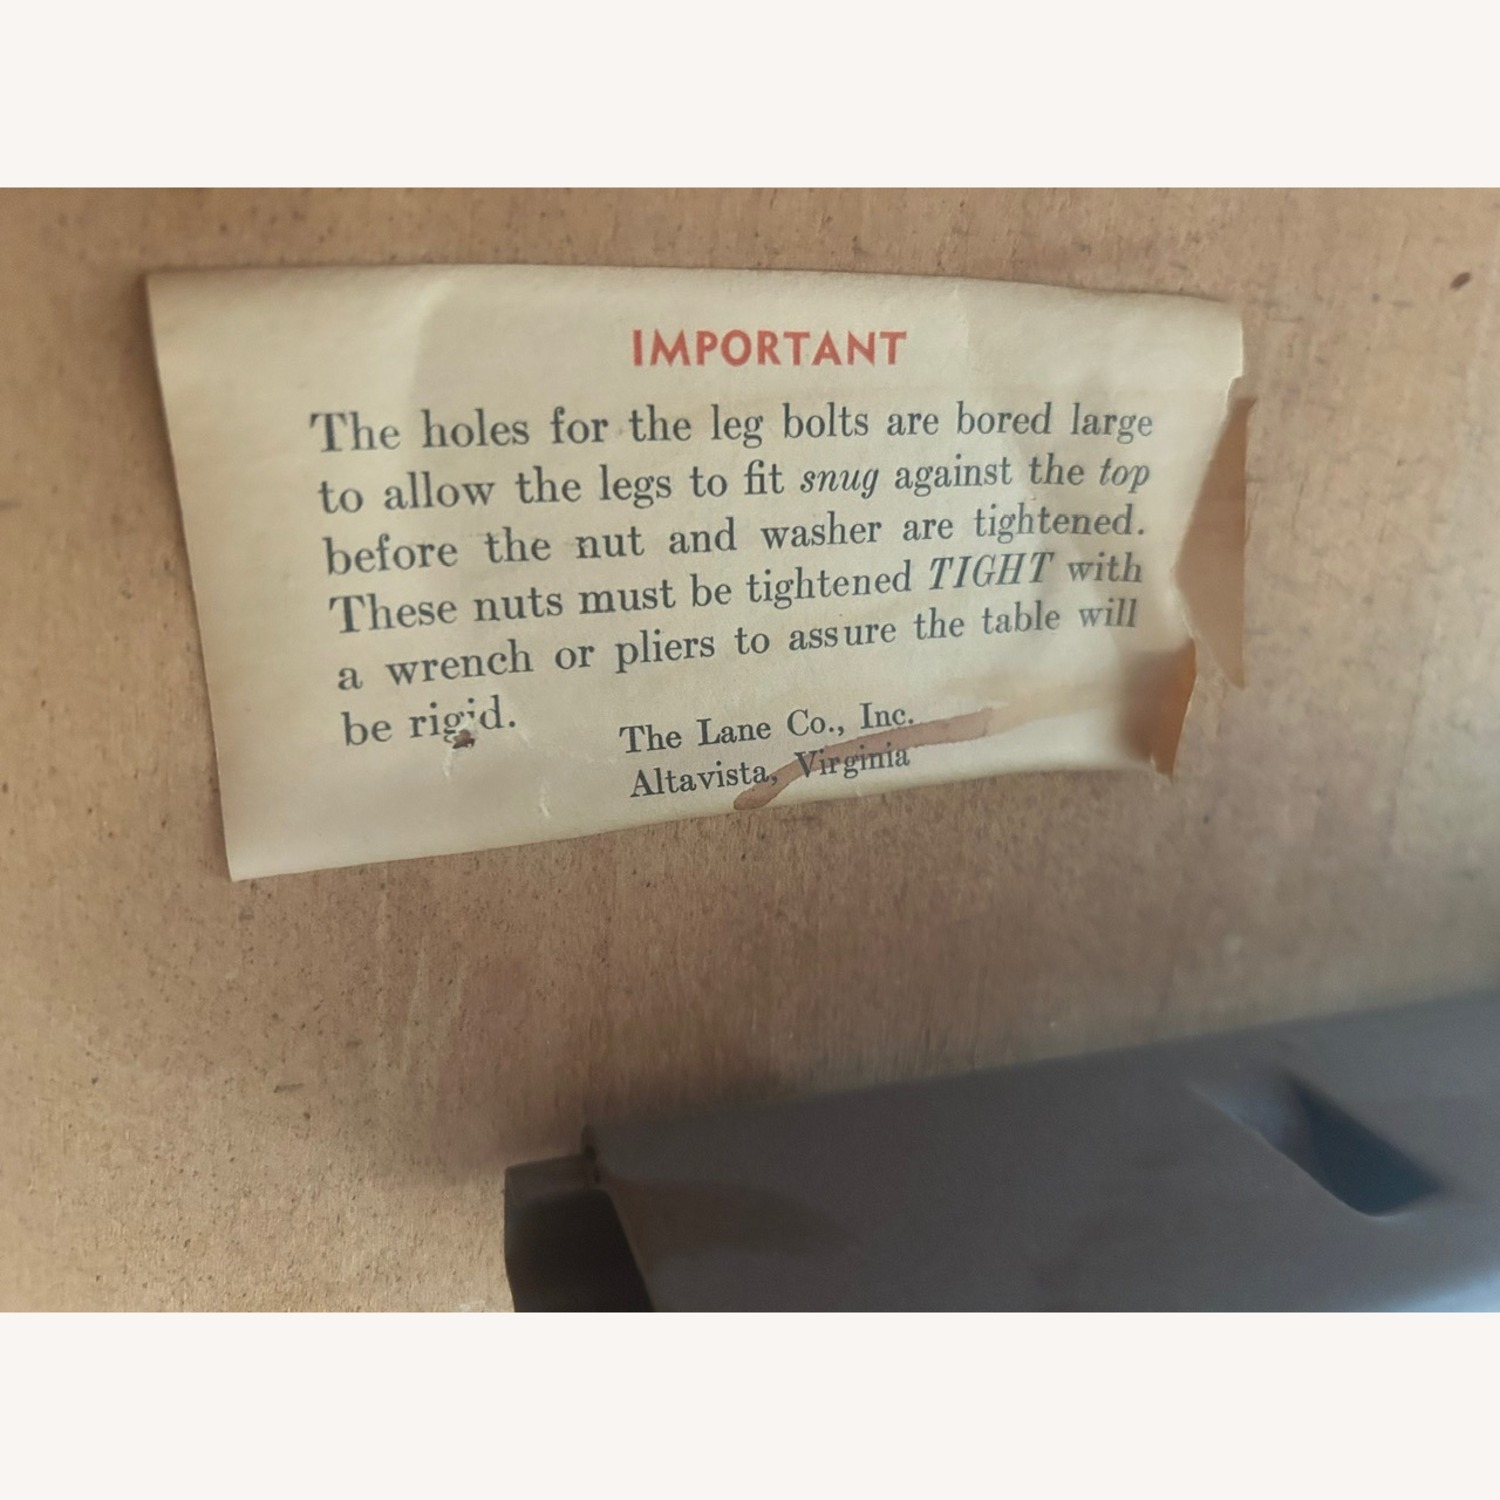 IMPORTANT
The holes for the leg bolts are bored large
to allow the legs to fit snug against the top
before the nut and washer are tightened.
These nuts must be tightened TIGHT with
a wrench or pliers to assure the table will
be rigid.
The Lane Co., Inc.
Altavista, Virginia